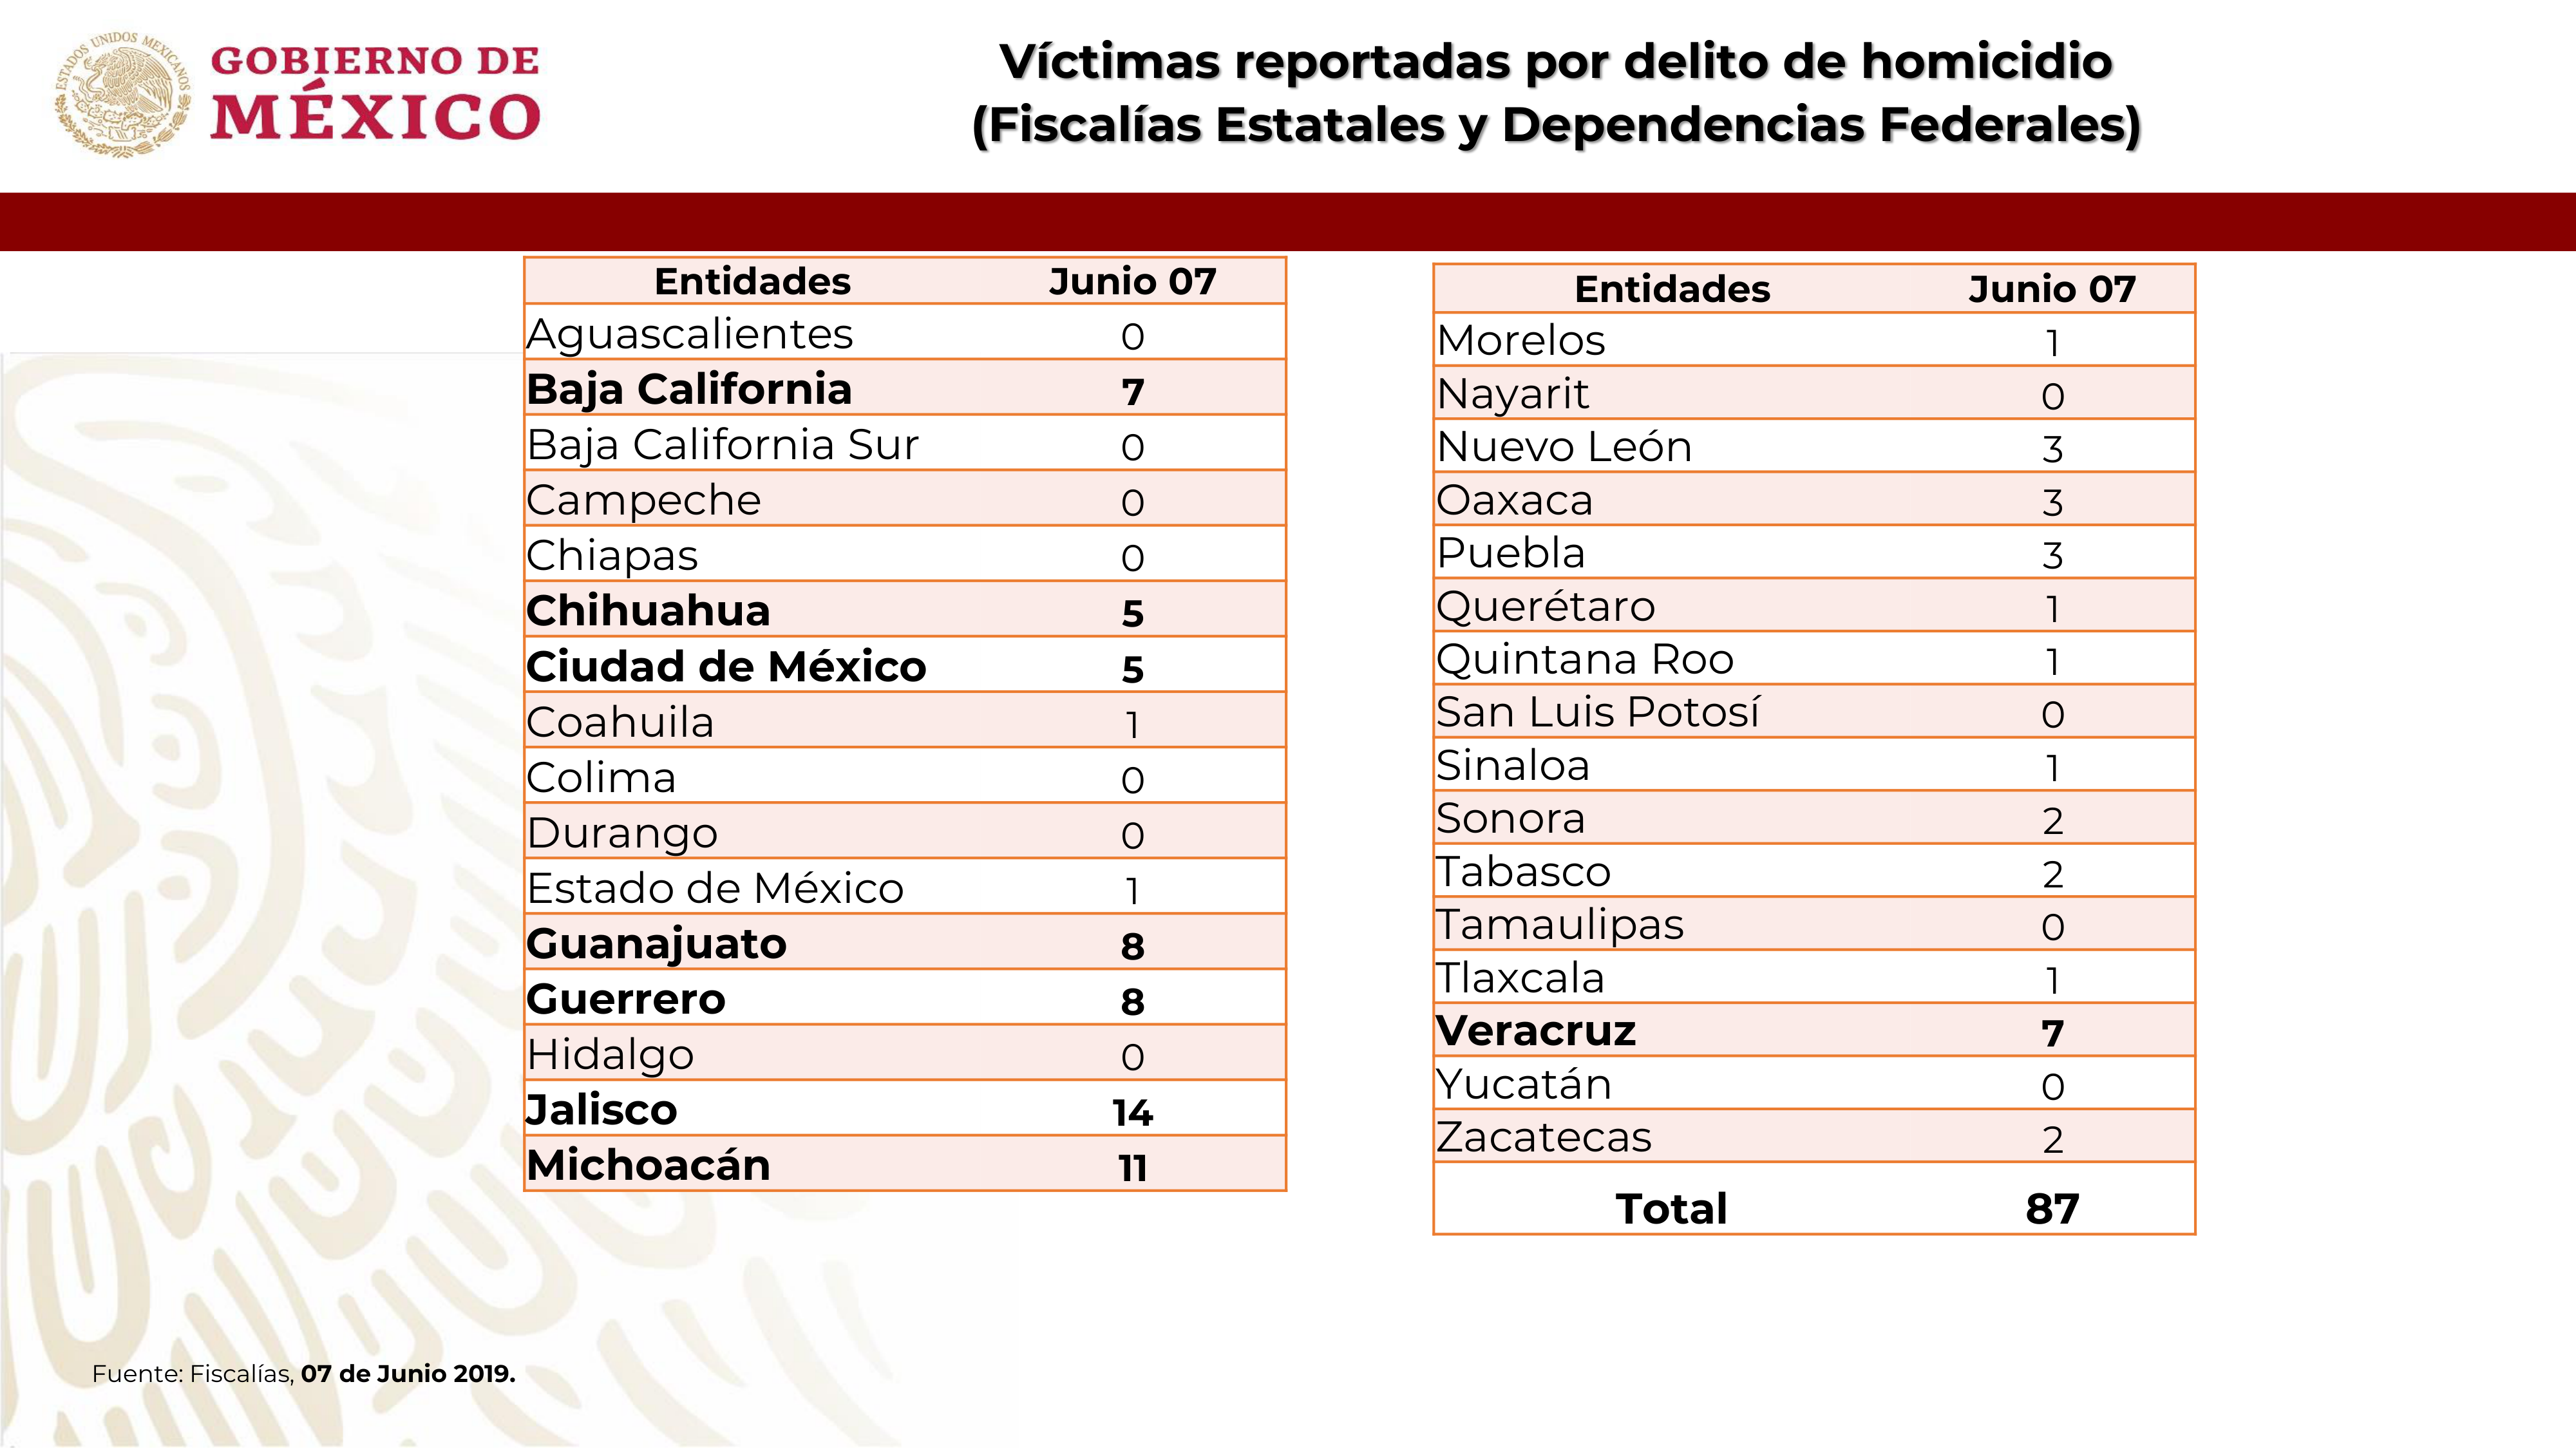 ESTADOS UNIDOS MEXICANOS
GOBIERNO DE
MÉXICO
Víctimas reportadas por delito de homicidio
(Fiscalías Estatales y Dependencias Federales)
Entidades Junio 07
Aguascalientes 0
Baja California 7
Baja California Sur 0
Campeche 0
Chiapas 0
Chihuahua 5
Ciudad de México 5
Coahuila 1
Colima 0
Durango 0
Estado de México 1
Guanajuato 8
Guerrero 8
Hidalgo 0
Jalisco 14
Michoacán 11
Entidades Junio 07
Morelos 1
Nayarit 0
Nuevo León 3
Oaxaca 3
Puebla 3
Querétaro 1
Quintana Roo 1
San Luis Potosí 0
Sinaloa 1
Sonora 2
Tabasco 2
Tamaulipas 0
Tlaxcala 1
Veracruz 7
Yucatán 0
Zacatecas 2
Total 87
Fuente: Fiscalías, 07 de Junio 2019.